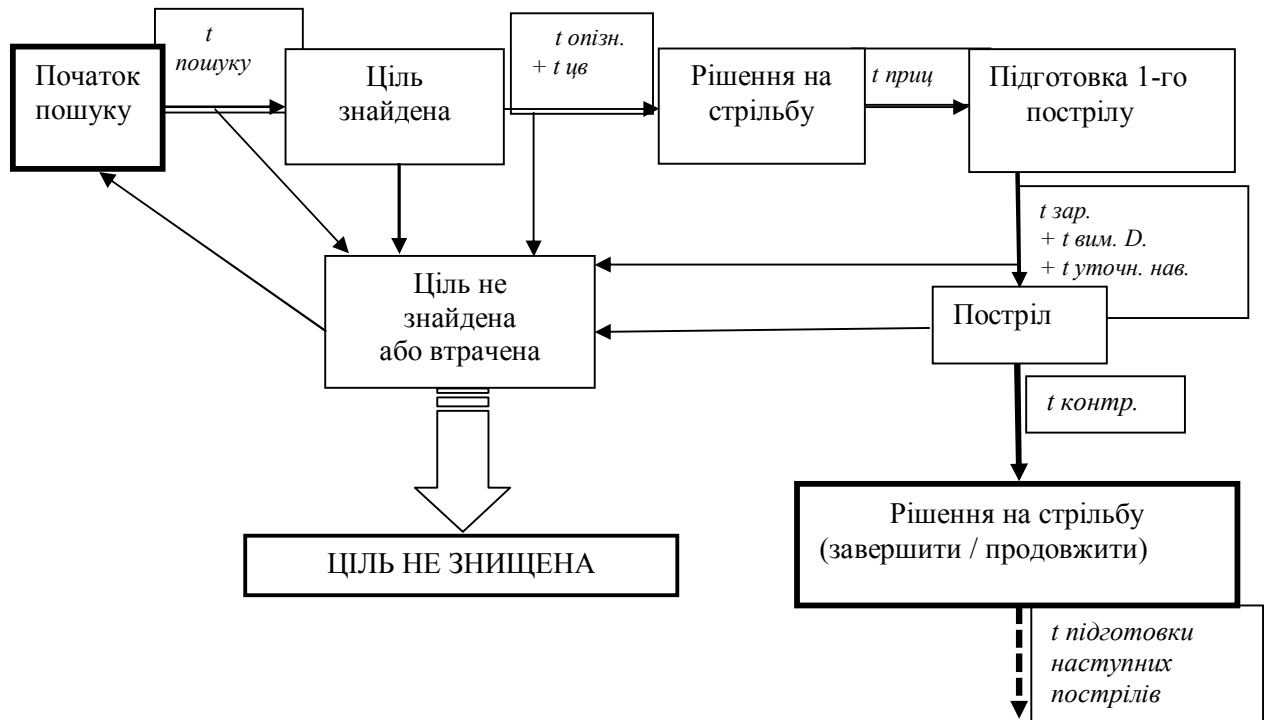 t
пошуку
Початок
пошуку
Ціль
знайдена
t опізн.
+ t цв
Рішення на
стрільбу
t приц
Підготовка 1-го
пострілу
t зар.
+ t вим. D.
+ t уточн. нав.
Ціль не
знайдена
або втрачена
Постріл
t контр.
Рішення на стрільбу
(завершити / продовжити)
ЦІЛЬ НЕ ЗНИЩЕНА
t підготовки
наступних
пострілів